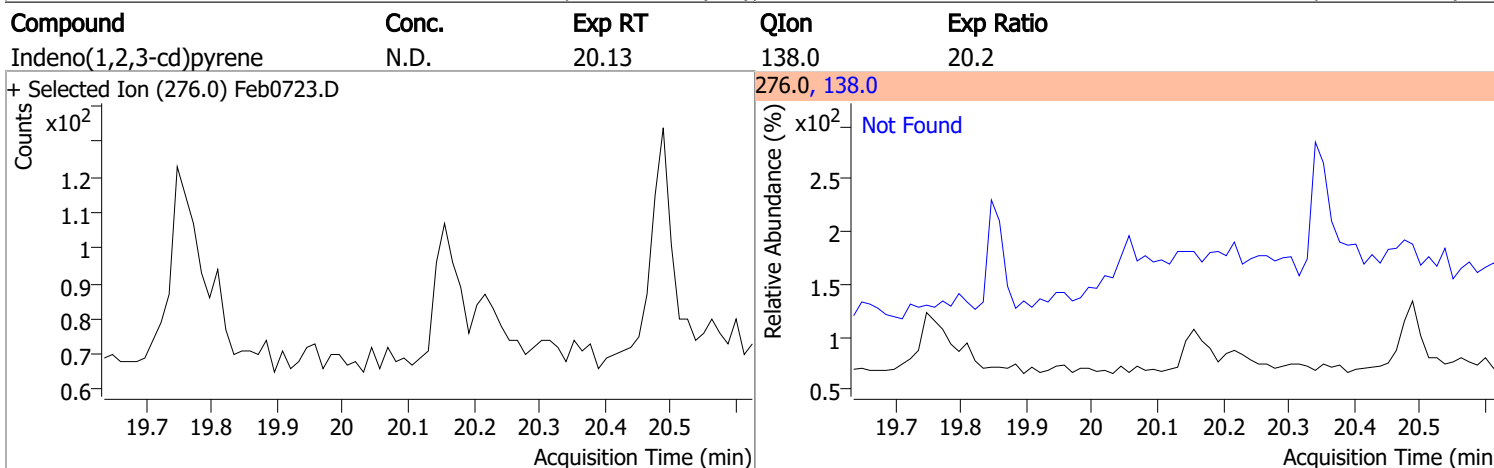 Compound Conc. Exp RT QIon Exp Ratio
Indeno(1,2,3-cd)pyrene N.D. 20.13 138.0 20.2
+ Selected Ion (276.0) Feb0723.D
Counts
x10²
1.2
1.1
1
0.9
0.8
0.7
0.6
19.7 19.8 19.9 20 20.1 20.2 20.3 20.4 20.5
Acquisition Time (min)
276.0, 138.0
Relative Abundance (%)
x10²
Not Found
2.5
2
1.5
1
0.5
19.7 19.8 19.9 20 20.1 20.2 20.3 20.4 20.5
Acquisition Time (min)